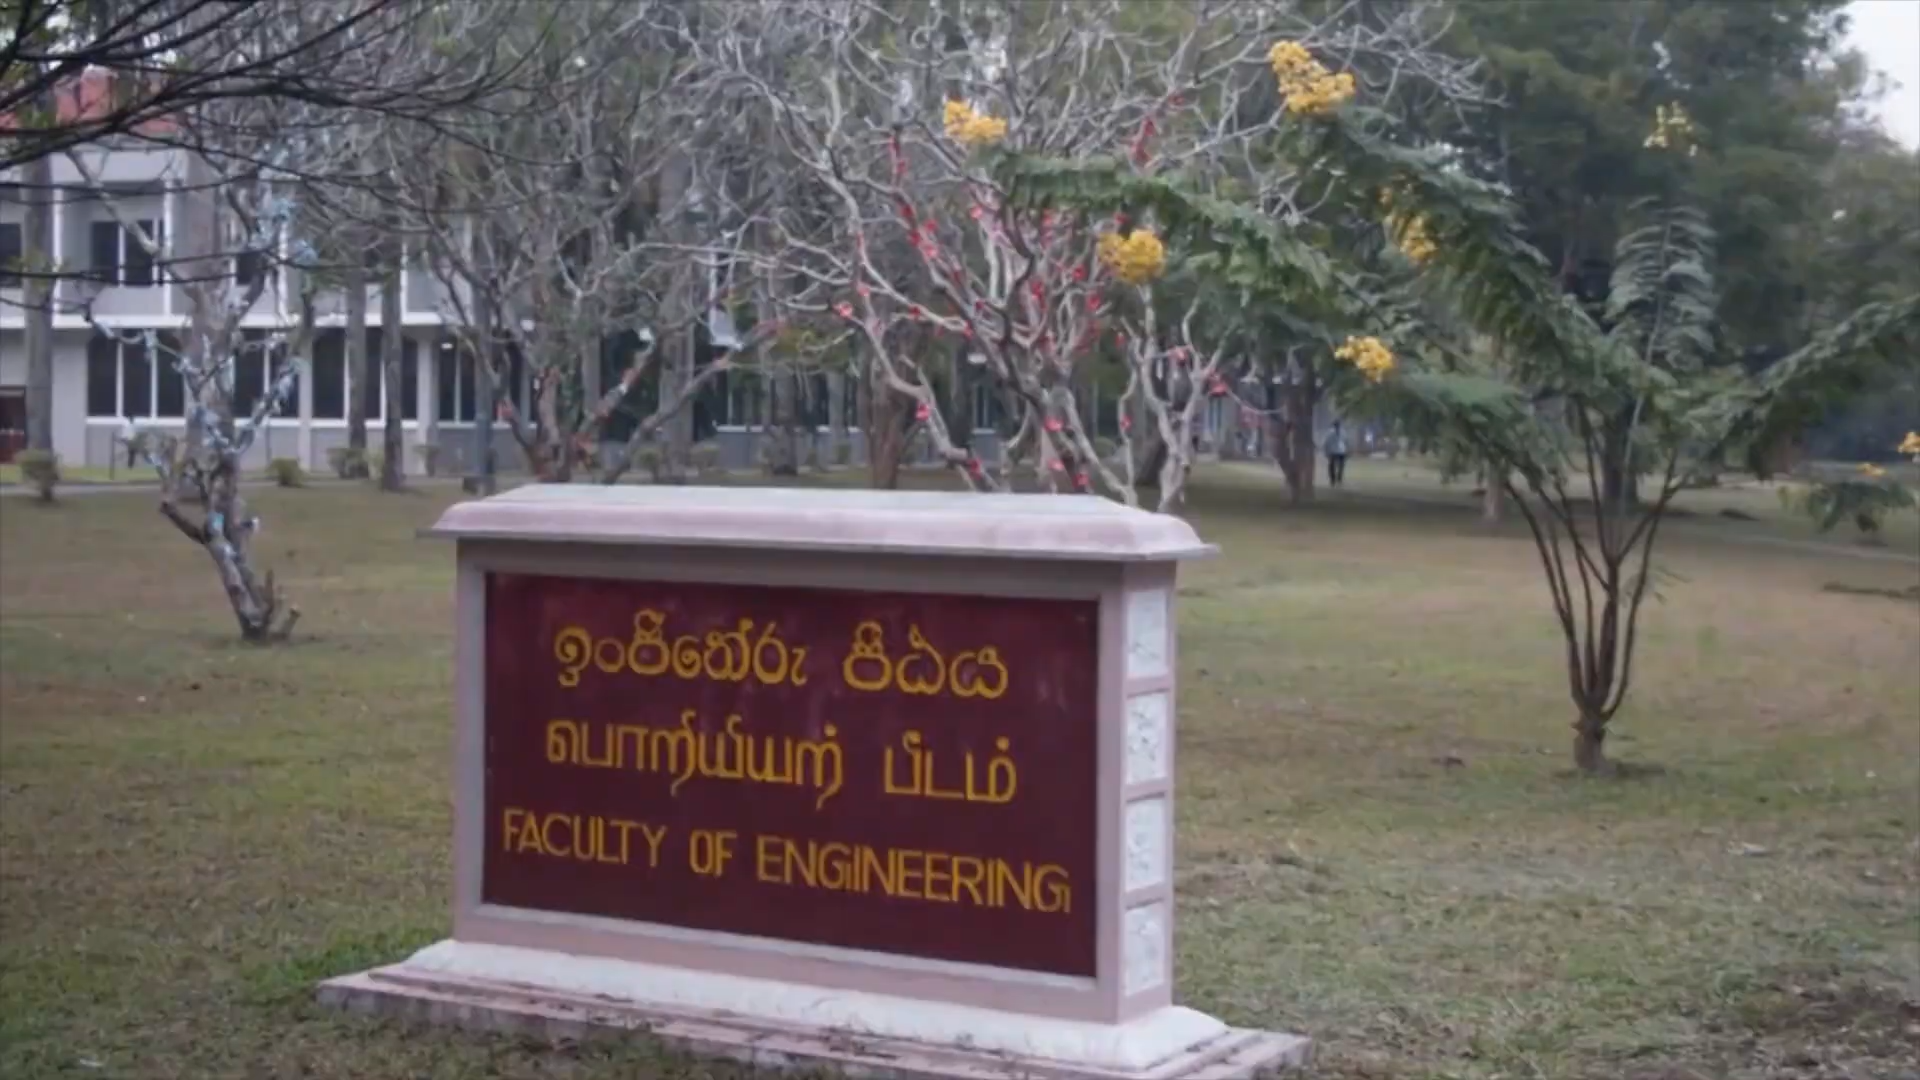 ඉංජිනේරු පීඨය
பொறியியற் பீடம்
FACULTY OF ENGINEERING